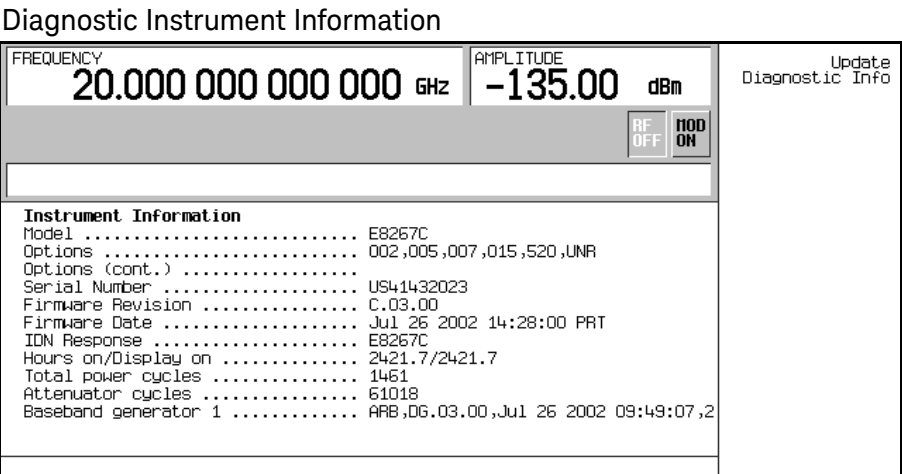 Diagnostic Instrument Information
FREQUENCY
20.000 000 000 000 GHz
AMPLITUDE
-135.00 dBm
Update
Diagnostic Info
RF
OFF
MOD
ON
Instrument Information
Model ............................ E8267C
Options .......................... 002,005,007,015,520,UNR
Options (cont.) ..................
Serial Number .................... US41432023
Firmware Revision ................ C.03.00
Firmware Date .................... Jul 26 2002 14:28:00 PRT
IDN Response ..................... E8267C
Hours on/Display on .............. 2421.7/2421.7
Total power cycles ............... 1461
Attenuator cycles ................ 61018
Baseband generator 1 ............. ARB,DG.03.00,Jul 26 2002 09:49:07,2